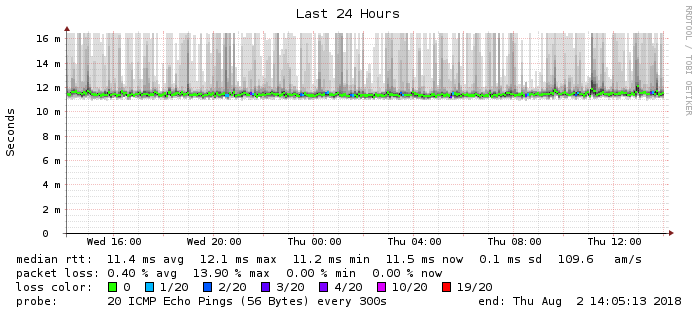 Last 24 Hours
RRDTOOL / TOBI OETIKER
Seconds
16 m
14 m
12 m
10 m
8 m
6 m
4 m
2 m
0
Wed 16:00 Wed 20:00 Thu 00:00 Thu 04:00 Thu 08:00 Thu 12:00
median rtt: 11.4 ms avg 12.1 ms max 11.2 ms min 11.5 ms now 0.1 ms sd 109.6 am/s
packet loss: 0.40 % avg 13.90 % max 0.00 % min 0.00 % now
loss color: 0 1/20 2/20 3/20 4/20 10/20 19/20
probe: 20 ICMP Echo Pings (56 Bytes) every 300s end: Thu Aug 2 14:05:13 2018